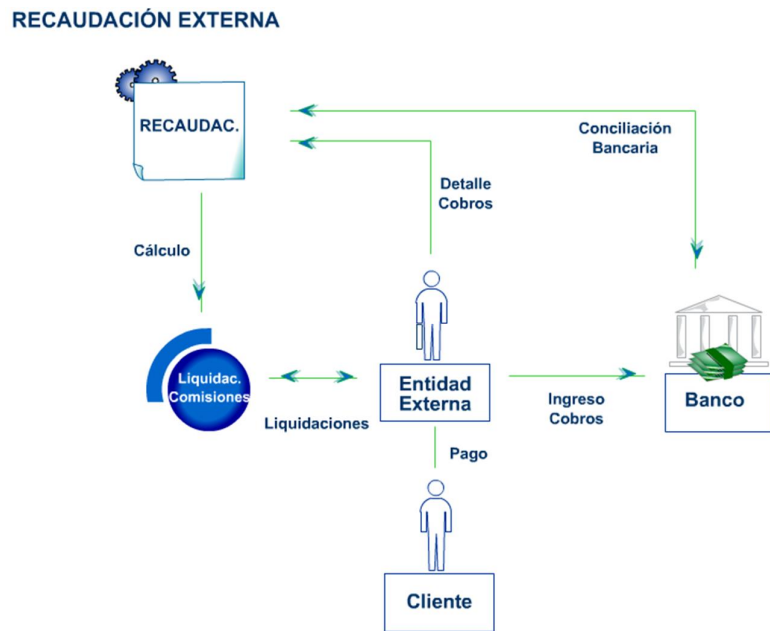 RECAUDACIÓN EXTERNA
RECAUDAC.
Conciliación
Bancaria
Detalle
Cobros
Cálculo
Liquidac.
Comisiones
Liquidaciones
Entidad
Externa
Ingreso
Cobros
Banco
Pago
Cliente